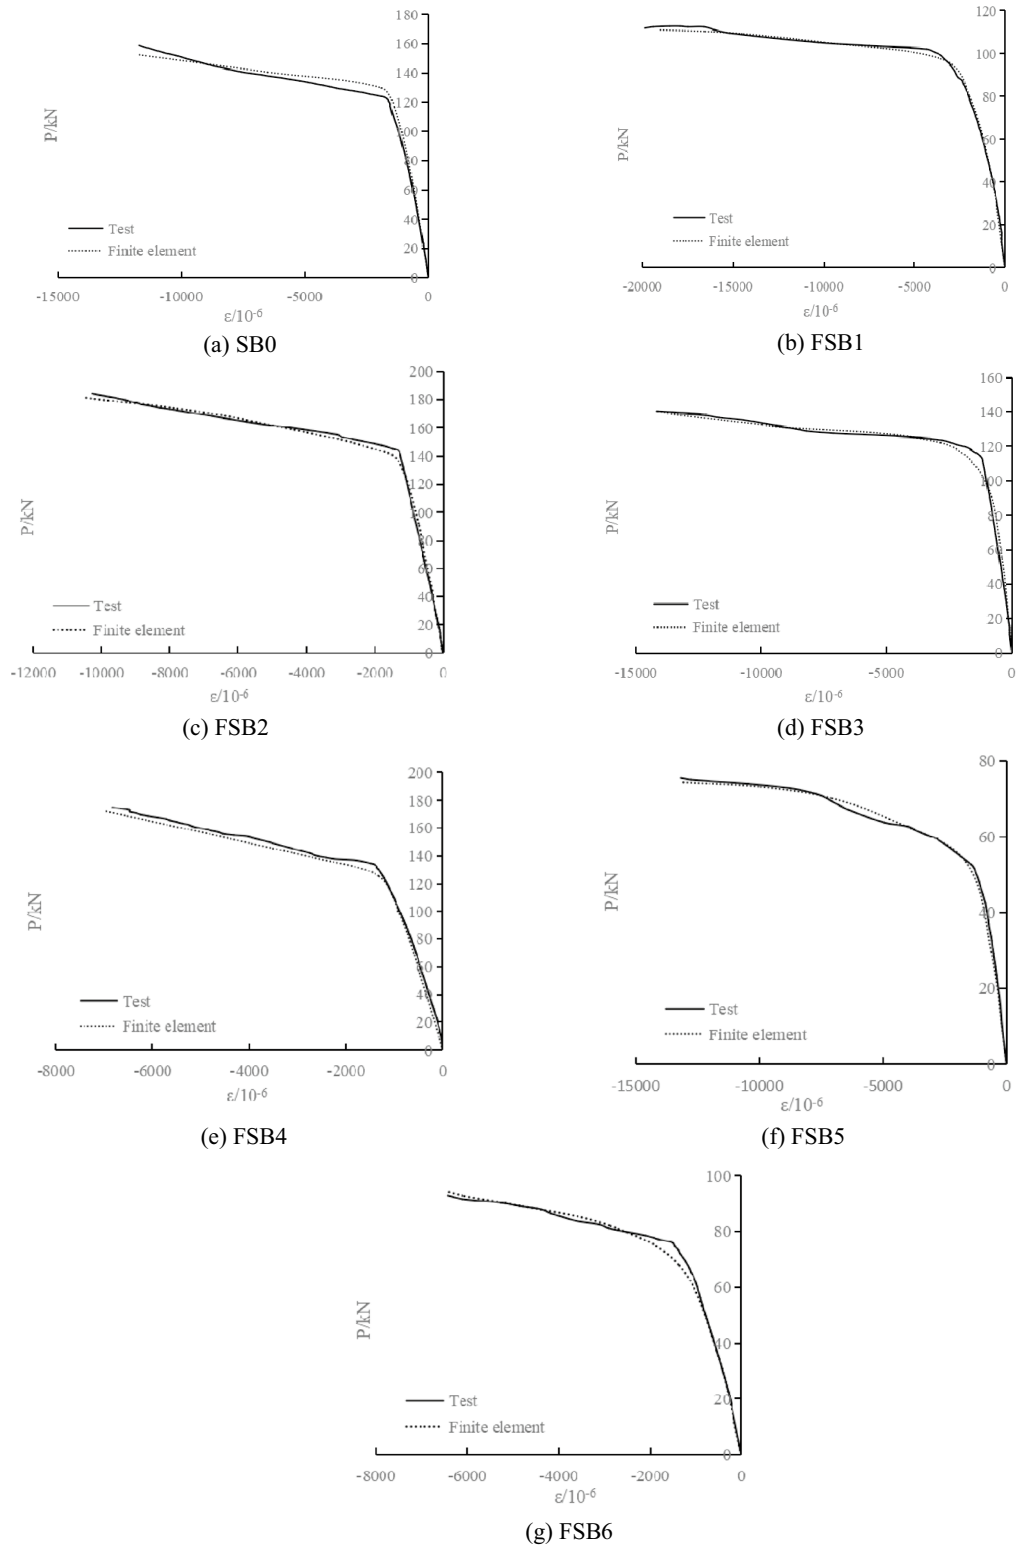 180
160
140
120
100
80
60
40
20
0
P/kN
Test
Finite element
-15000 -10000 -5000 0
ε/10⁻⁶
(a) SB0
120
100
80
60
40
20
0
P/kN
Test
Finite element
-20000 -15000 -10000 -5000 0
ε/10⁻⁶
(b) FSB1
200
180
160
140
120
100
80
60
40
20
0
P/kN
Test
Finite element
-12000 -10000 -8000 -6000 -4000 -2000 0
ε/10⁻⁶
(c) FSB2
160
140
120
100
80
60
40
20
0
P/kN
Test
Finite element
-15000 -10000 -5000 0
ε/10⁻⁶
(d) FSB3
200
180
160
140
120
100
80
60
40
20
0
P/kN
Test
Finite element
-8000 -6000 -4000 -2000 0
ε/10⁻⁶
(e) FSB4
80
60
40
20
0
P/kN
Test
Finite element
-15000 -10000 -5000 0
ε/10⁻⁶
(f) FSB5
100
80
60
40
20
0
P/kN
Test
Finite element
-8000 -6000 -4000 -2000 0
ε/10⁻⁶
(g) FSB6